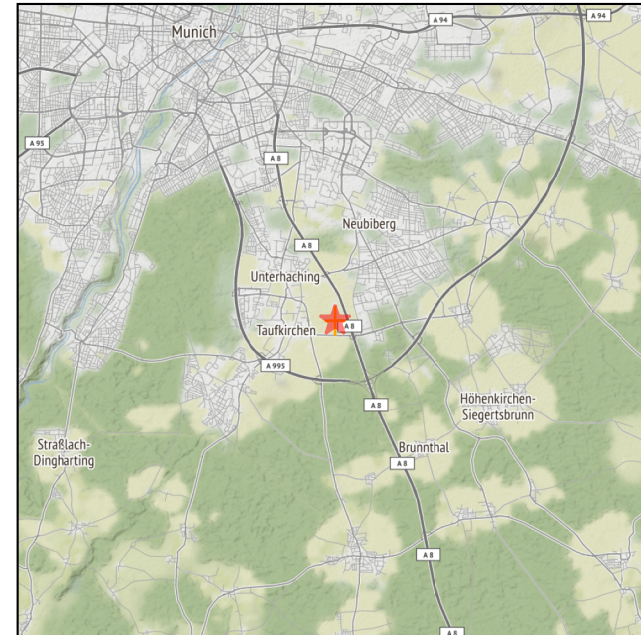 A 94
A 94
Munich
A 95
A 8
Neubiberg
A 8
Unterhaching
Taufkirchen
A 8
A 995
A 8
Höhenkirchen-
Siegertsbrunn
Straßlach-
Dingharting
Brunnthal
A 8
A 8
A 8